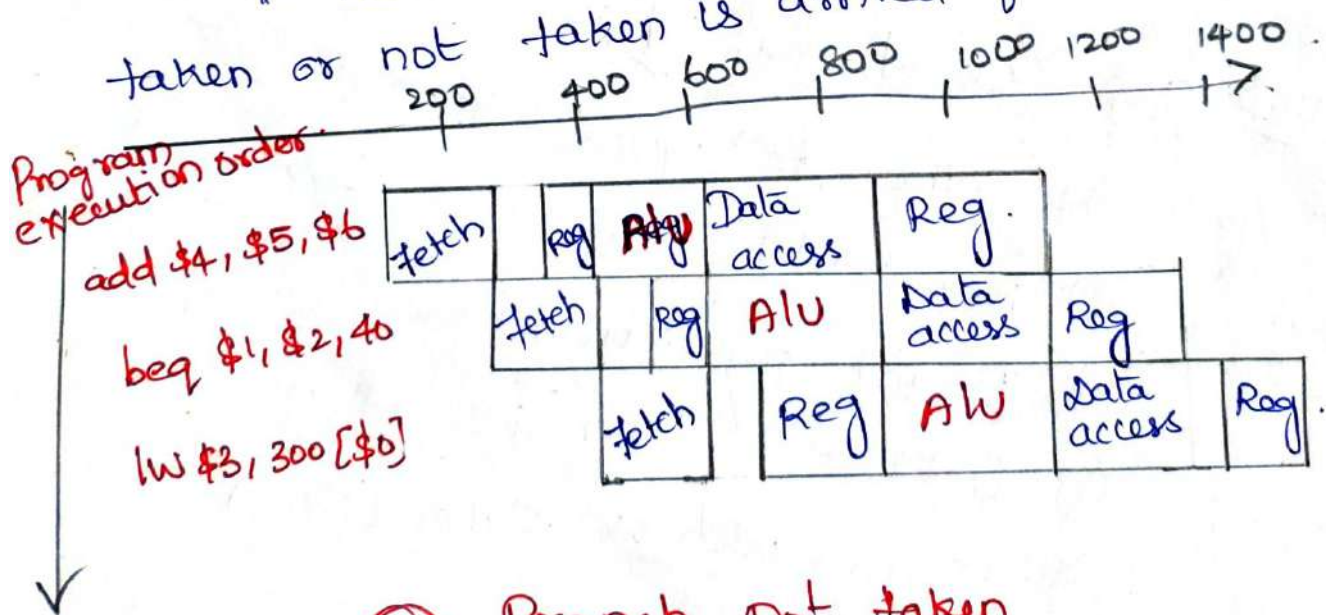 taken or not taken is
200 400 600 800 1000 1200 1400.
Program
execution order.
add $4, $5, $6
fetch Reg Alu Data access Reg.
beq $1, $2, 40
fetch Reg Alu Data access Reg
lw $3, 300 [$0]
fetch Reg Alu Data access Reg.
Branch not taken